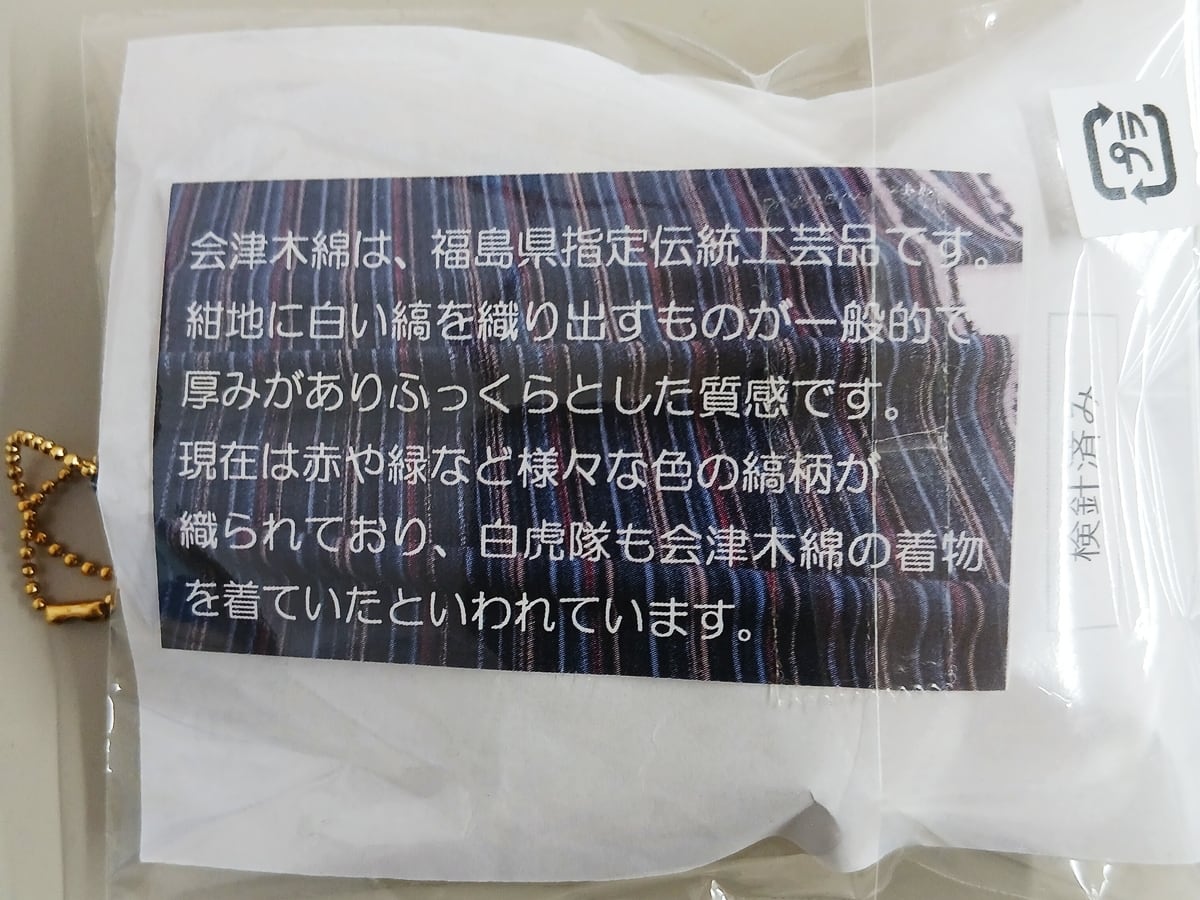 会津木綿は、福島県指定伝統工芸品です。
紺地に白い縞を織り出すものが一般的で
厚みがありふっくらとした質感です。
現在は赤や緑など様々な色の縞柄が
織られており、白虎隊も会津木綿の着物
を着ていたといわれています。
プラ
検針済み